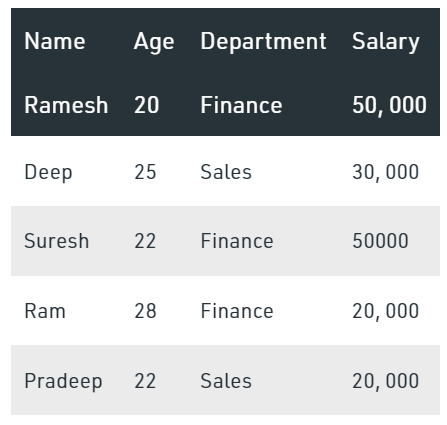 Name Age Department Salary
Ramesh 20 Finance 50, 000
Deep 25 Sales 30, 000
Suresh 22 Finance 50000
Ram 28 Finance 20, 000
Pradeep 22 Sales 20, 000